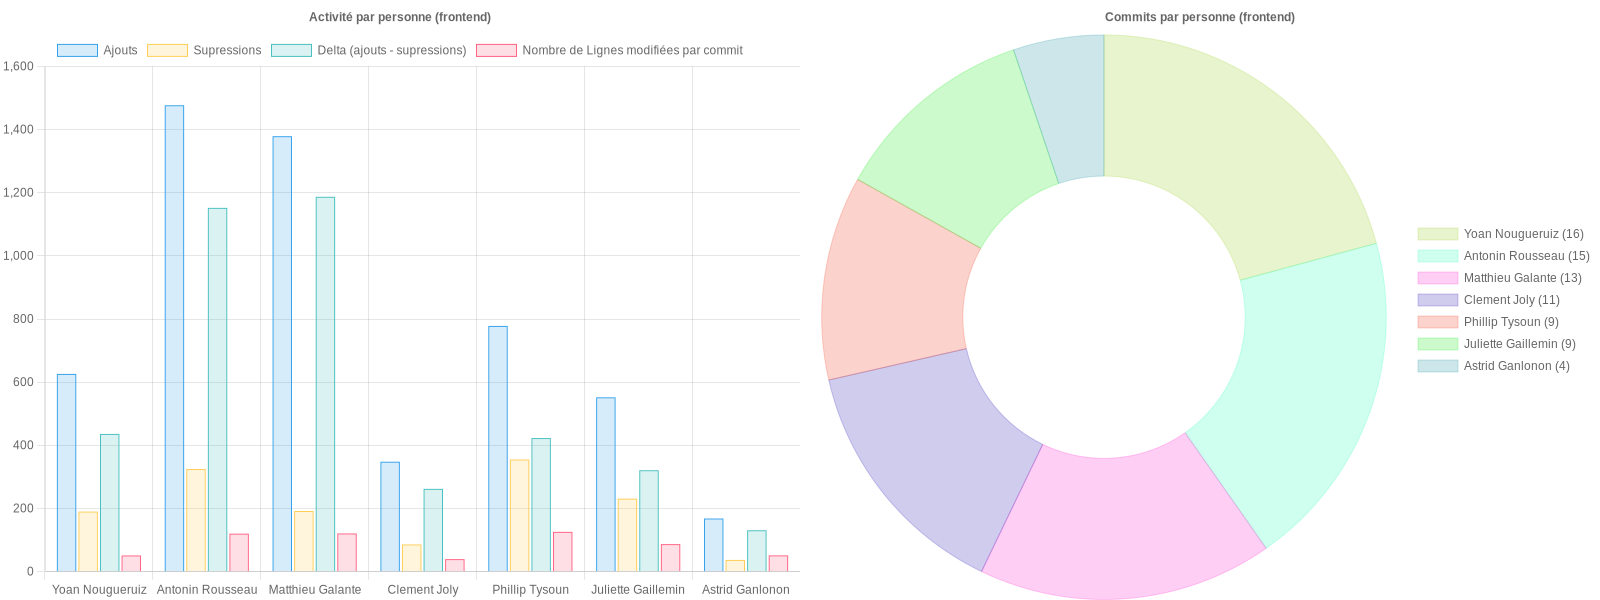 Activité par personne (frontend)
Ajouts Supressions Delta (ajouts - supressions) Nombre de Lignes modifiées par commit
1,600
1,400
1,200
1,000
800
600
400
200
0
Yoan Nougueruiz Antonin Rousseau Matthieu Galante Clement Joly Phillip Tysoun Juliette Gaillemin Astrid Ganlonon
Commits par personne (frontend)
Yoan Nougueruiz (16)
Antonin Rousseau (15)
Matthieu Galante (13)
Clement Joly (11)
Phillip Tysoun (9)
Juliette Gaillemin (9)
Astrid Ganlonon (4)